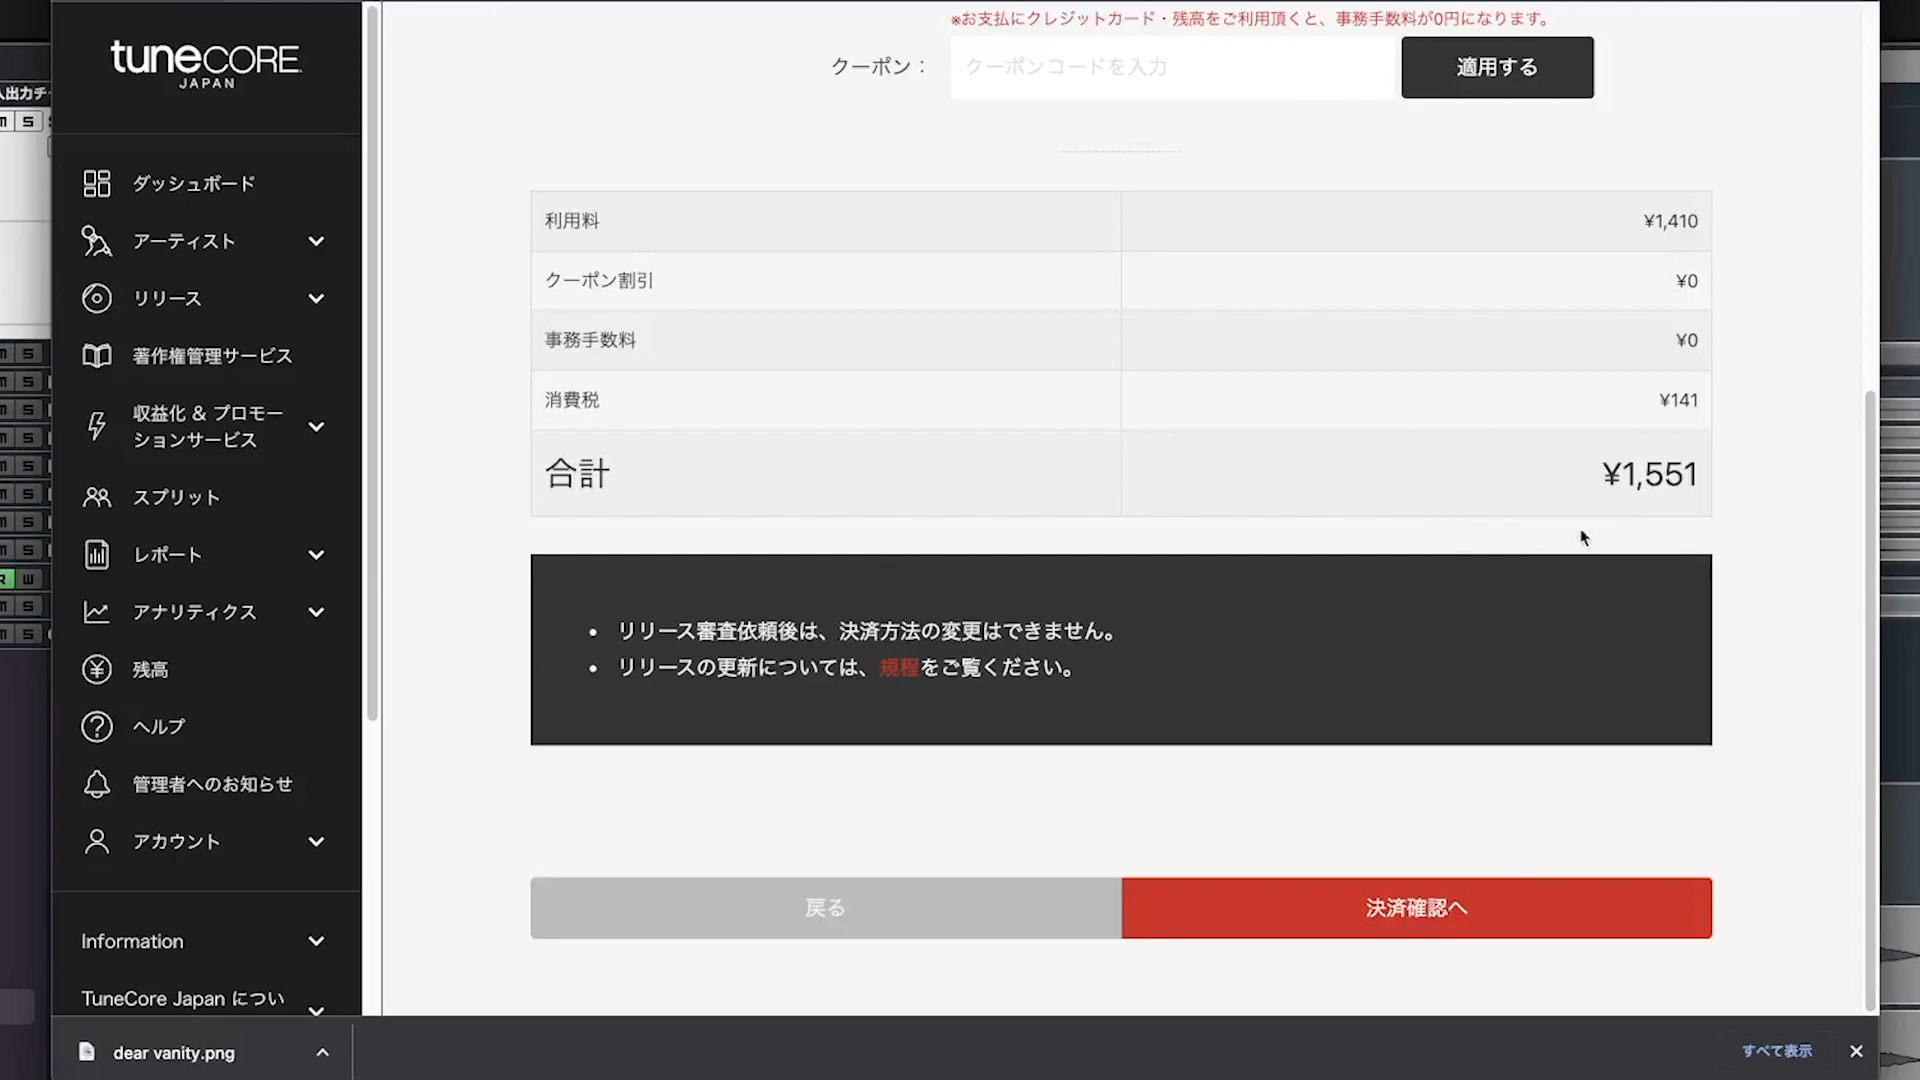 tunecore
JAPAN
ダッシュボード
アーティスト
リリース
著作権管理サービス
収益化 & プロモー
ションサービス
スプリット
レポート
アナリティクス
残高
ヘルプ
管理者へのお知らせ
アカウント
Information
TuneCore Japan につい
※お支払にクレジットカード・残高をご利用頂くと、事務手数料が0円になります。
クーポン：
クーポンコードを入力
適用する
利用料 ¥1,410
クーポン割引 ¥0
事務手数料 ¥0
消費税 ¥141
合計 ¥1,551
• リリース審査依頼後は、決済方法の変更はできません。
• リリースの更新については、規程をご覧ください。
戻る
決済確認へ
dear vanity.png
すべて表示